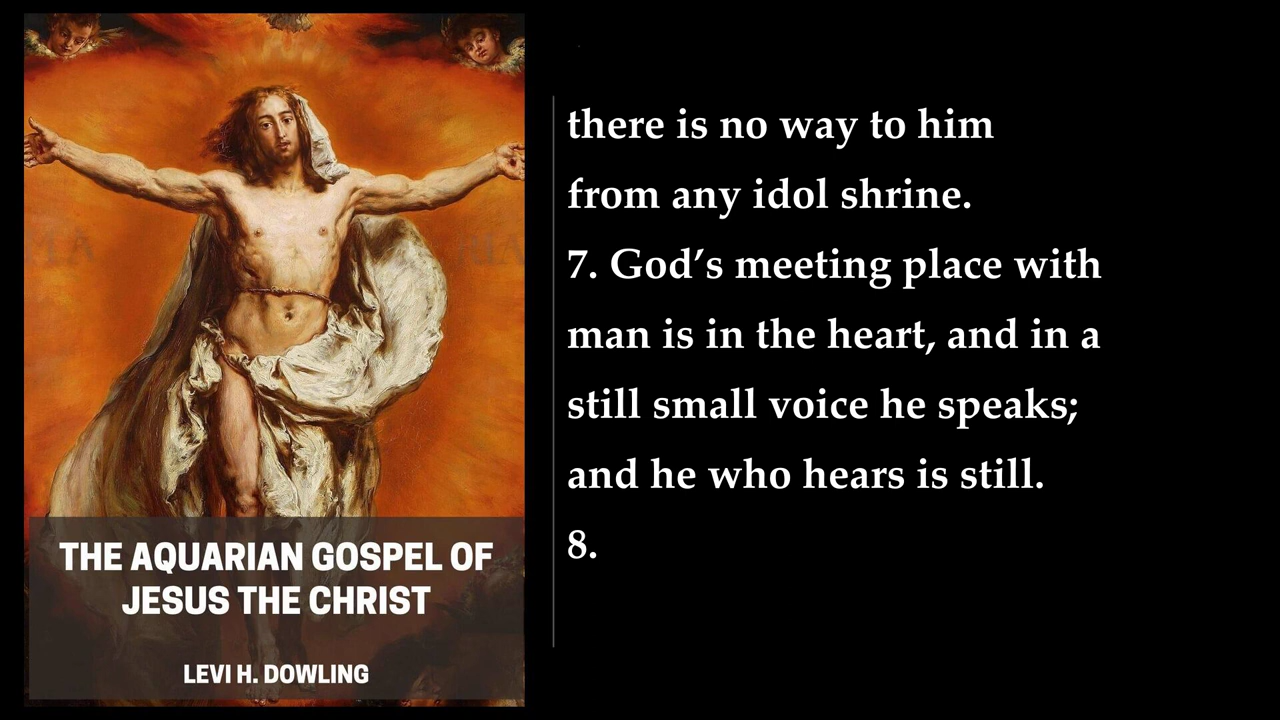 there is no way to him
from any idol shrine.
7. God’s meeting place with
man is in the heart, and in a
still small voice he speaks;
and he who hears is still.
8.
THE AQUARIAN GOSPEL OF
JESUS THE CHRIST
LEVI H. DOWLING